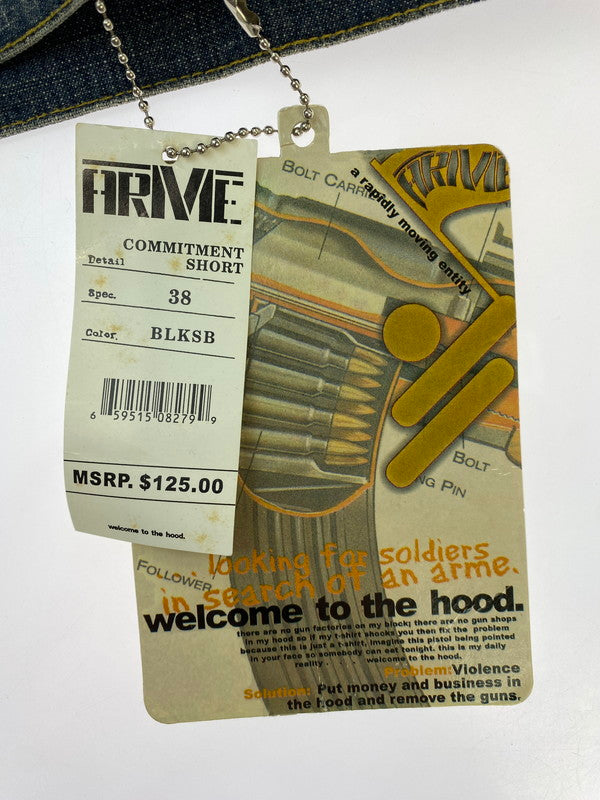 ARME
COMMITMENT
Detail SHORT
Spec. 38
Color. BLKSB
6 59515 08279 9
MSRP. $125.00
welcome to the hood.
BOLT CARRI
a rapidly moving entity.
ARME
BOLT
NG PIN
FOLLOWER
looking for soldiers
in search of an arme.
welcome to the hood.
there are no gun factories on my block; there are no gun shops
in my hood so if my t-shirt shocks you then fix the problem
because this is just a t-shirt. imagine this pistol being pointed
in your face so somebody can eat tonight. this is my daily
reality. welcome to the hood.
Problem:Violence
Solution: Put money and business in
the hood and remove the guns.